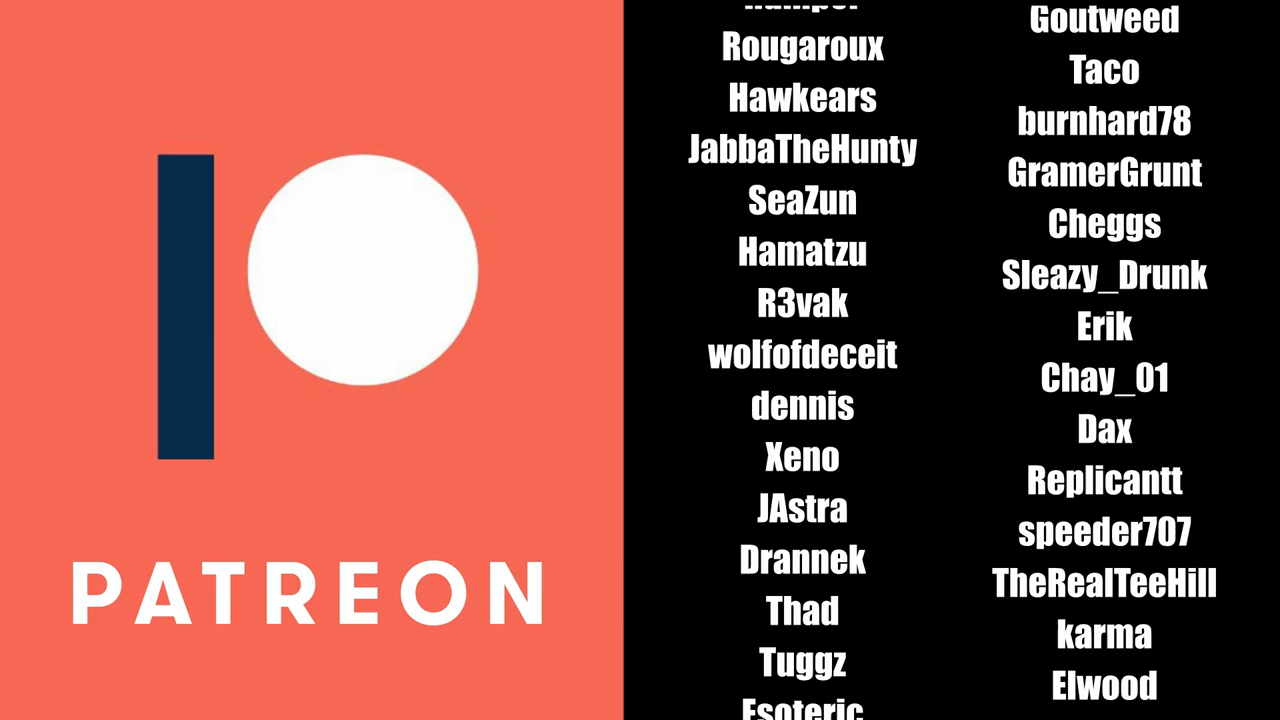 PATREON
Rougaroux
Hawkears
JabbaTheHunty
SeaZun
Hamatzu
R3vak
wolfofdeceit
dennis
Xeno
JAstra
Drannek
Thad
Tuggz
Esoteric
Goutweed
Taco
burnhard78
GramerGrunt
Cheggs
Sleazy_Drunk
Erik
Chay_01
Dax
Replicantt
speeder707
TheRealTeeHill
karma
Elwood